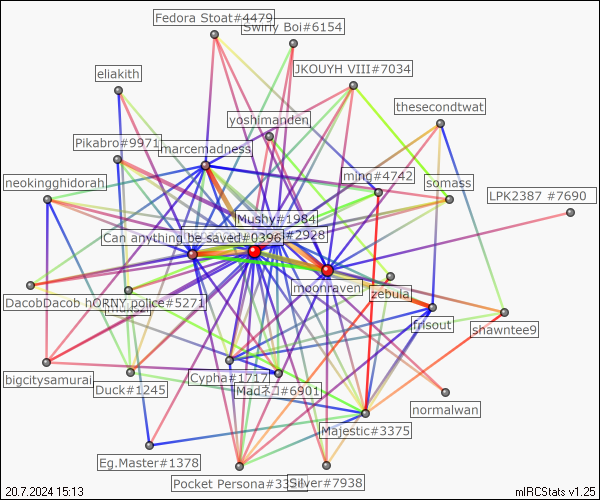 Fedora Stoat#4479
Swirly Boi#6154
JKOUYH VIII#7034
eliakith
thesecondtwat
yoshimanden
Pikabro#9971
marcemadness
ming#4742
somass
neokingghidorah
LPK2387 #7690
Mushy#1984
#2928
Can anything be saved#0396
moonraven
zebula
DacobDacob hORNY police#5271
frisout
shawntee9
bigcitysamurai
Cypha#1717
Duck#1245
Madネコ#6901
normalwan
Majestic#3375
Eg.Master#1378
Pocket Persona#33
Silver#7938
20.7.2024 15:13
mIRCStats v1.25